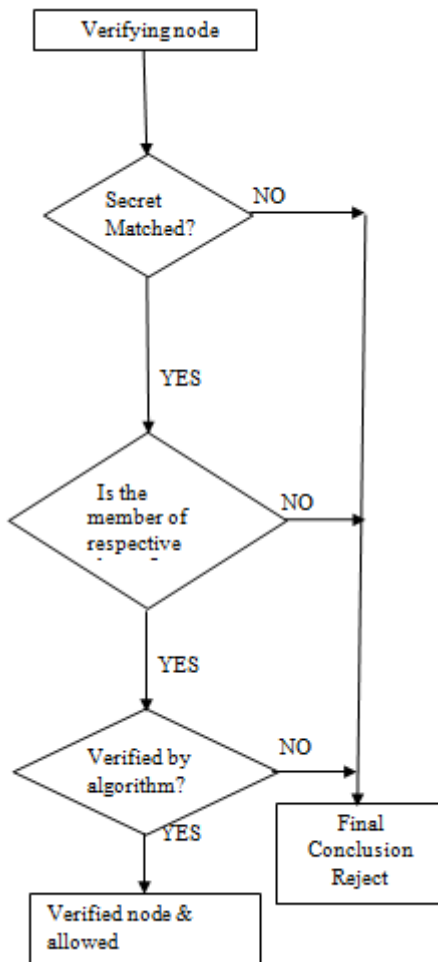 Verifying node
Secret
Matched?
NO
YES
Is the
member of
respective
NO
YES
Verified by
algorithm?
NO
YES
Final
Conclusion
Reject
Verified node &
allowed